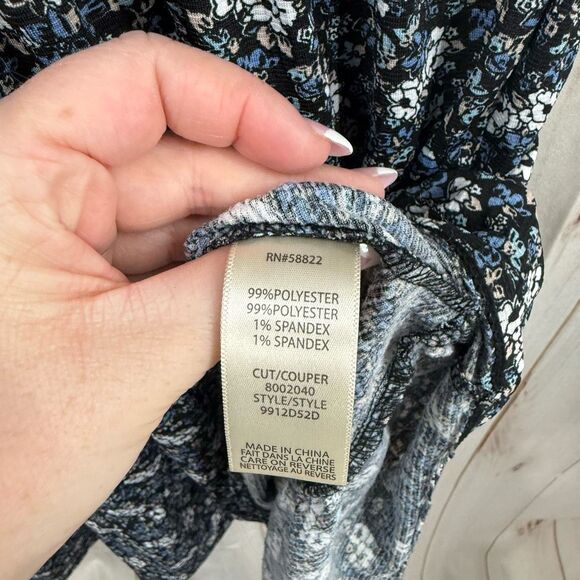 RN#58822
99%POLYESTER
99%POLYESTER
1% SPANDEX
1% SPANDEX
CUT/COUPER
8002040
STYLE/STYLE
9912D52D
MADE IN CHINA
FAIT DANS LA CHINE
CARE ON REVERSE
NETTOYAGE AU REVERS